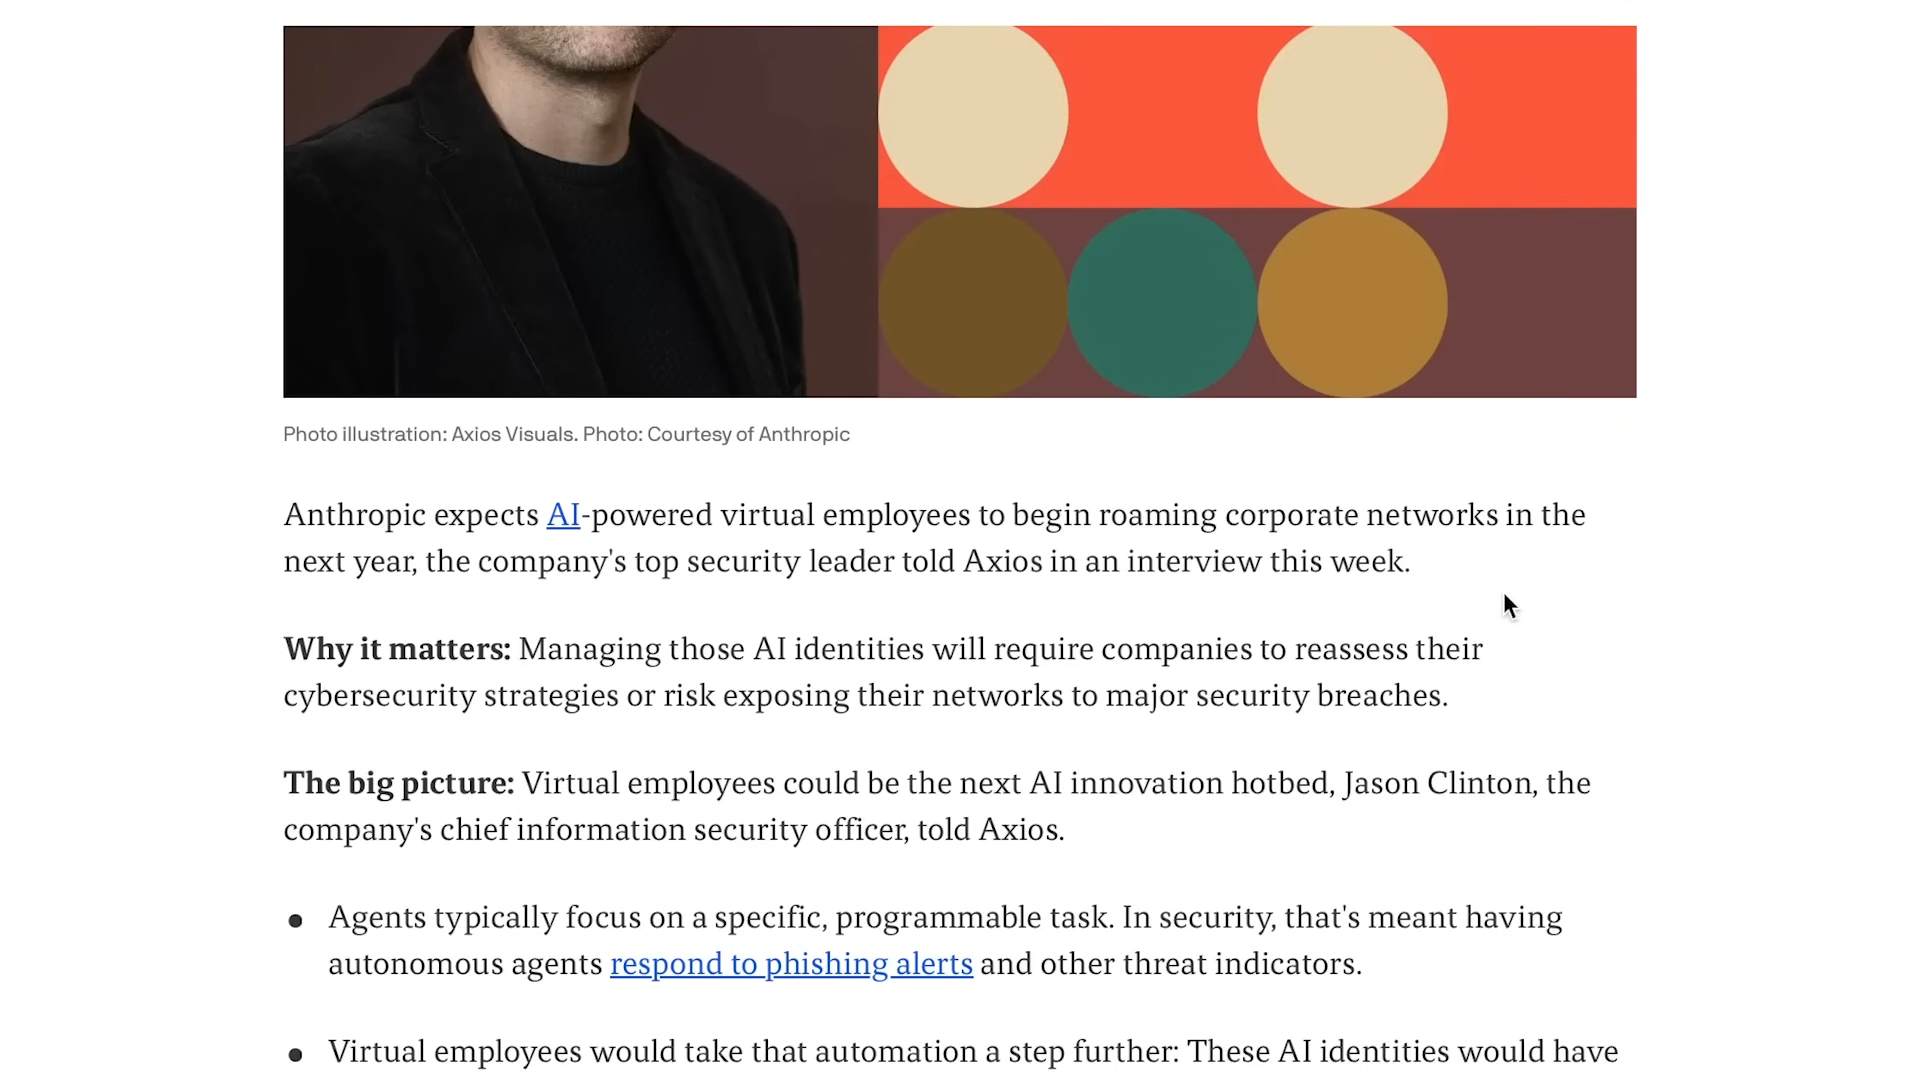 Photo illustration: Axios Visuals. Photo: Courtesy of Anthropic
Anthropic expects AI-powered virtual employees to begin roaming corporate networks in the
next year, the company's top security leader told Axios in an interview this week.
Why it matters: Managing those AI identities will require companies to reassess their
cybersecurity strategies or risk exposing their networks to major security breaches.
The big picture: Virtual employees could be the next AI innovation hotbed, Jason Clinton, the
company's chief information security officer, told Axios.
● Agents typically focus on a specific, programmable task. In security, that's meant having
autonomous agents respond to phishing alerts and other threat indicators.
● Virtual employees would take that automation a step further: These AI identities would have